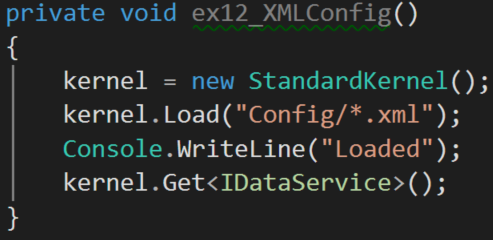 private void ex12_XMLConfig()
{
kernel = new StandardKernel();
kernel.Load("Config/*.xml");
Console.WriteLine("Loaded");
kernel.Get<IDataService>();
}